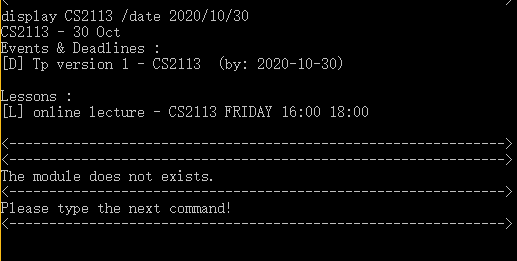 display CS2113 /date 2020/10/30
CS2113 - 30 Oct
Events & Deadlines :
[D] Tp version 1 - CS2113  (by: 2020-10-30)
Lessons :
[L] online lecture - CS2113 FRIDAY 16:00 18:00
<--------------------------------------------------------------->
<--------------------------------------------------------------->
The module does not exists.
<--------------------------------------------------------------->
Please type the next command!
<--------------------------------------------------------------->